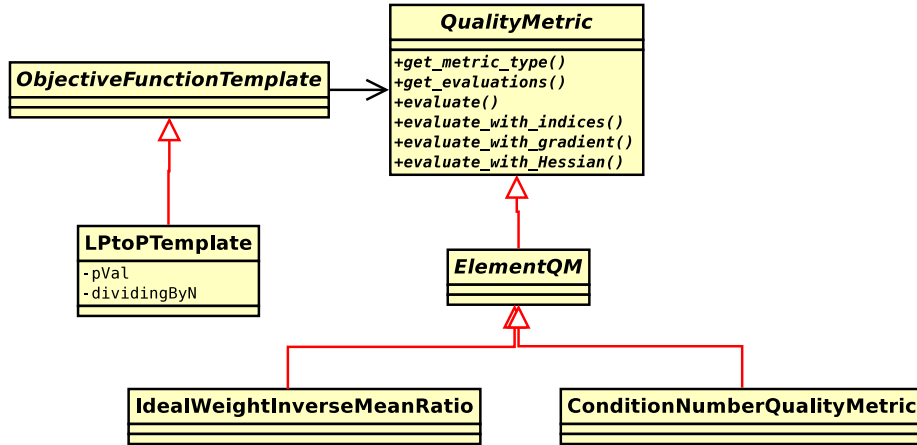 QualityMetric
+get_metric_type()
+get_evaluations()
+evaluate()
+evaluate_with_indices()
+evaluate_with_gradient()
+evaluate_with_Hessian()
ObjectiveFunctionTemplate
LPtoPTemplate
-pVal
-dividingByN
ElementQM
IdealWeightInverseMeanRatio
ConditionNumberQualityMetric